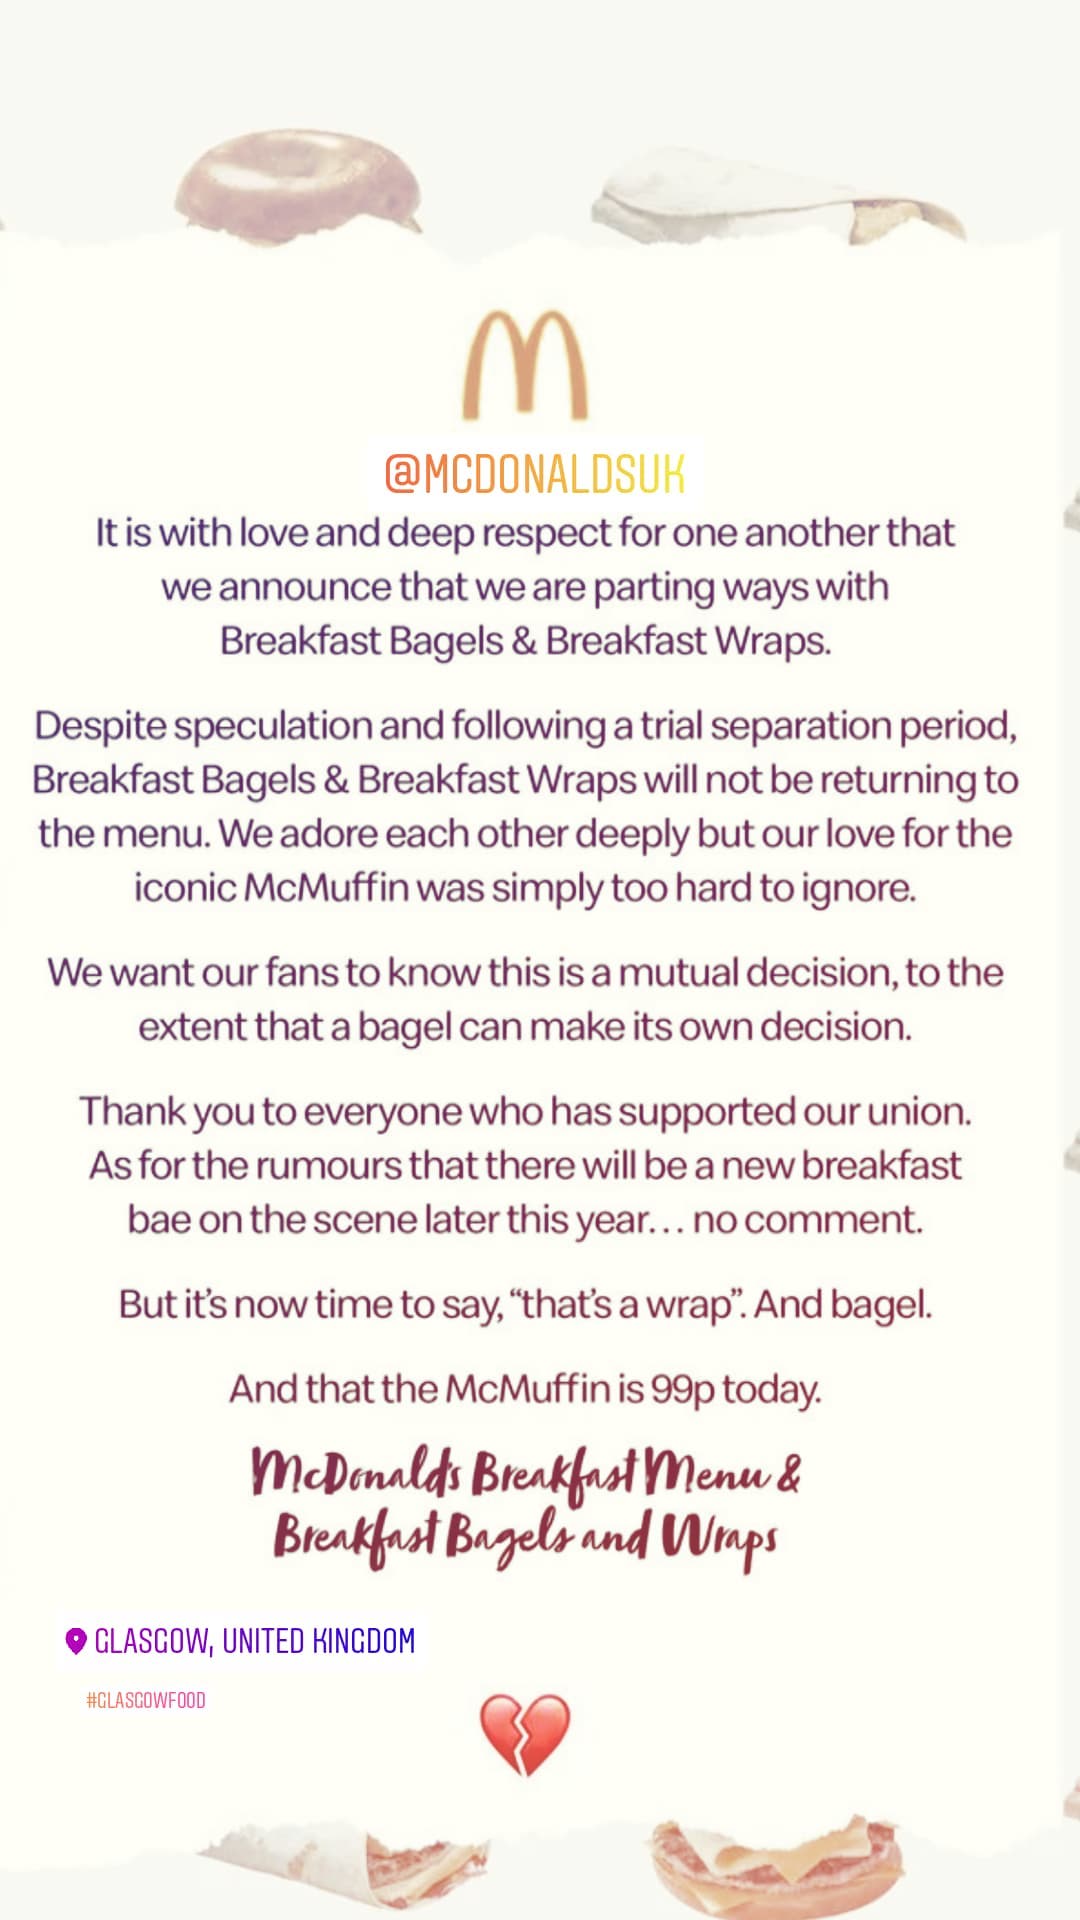 @MCDONALDSUK
It is with love and deep respect for one another that
we announce that we are parting ways with
Breakfast Bagels & Breakfast Wraps.
Despite speculation and following a trial separation period,
Breakfast Bagels & Breakfast Wraps will not be returning to
the menu. We adore each other deeply but our love for the
iconic McMuffin was simply too hard to ignore.
We want our fans to know this is a mutual decision, to the
extent that a bagel can make its own decision.
Thank you to everyone who has supported our union.
As for the rumours that there will be a new breakfast
bae on the scene later this year... no comment.
But it’s now time to say, “that’s a wrap”. And bagel.
And that the McMuffin is 99p today.
McDonalds Breakfast Menu &
Breakfast Bagels and Wraps
GLASGOW, UNITED KINGDOM
#GLASGOWFOOD